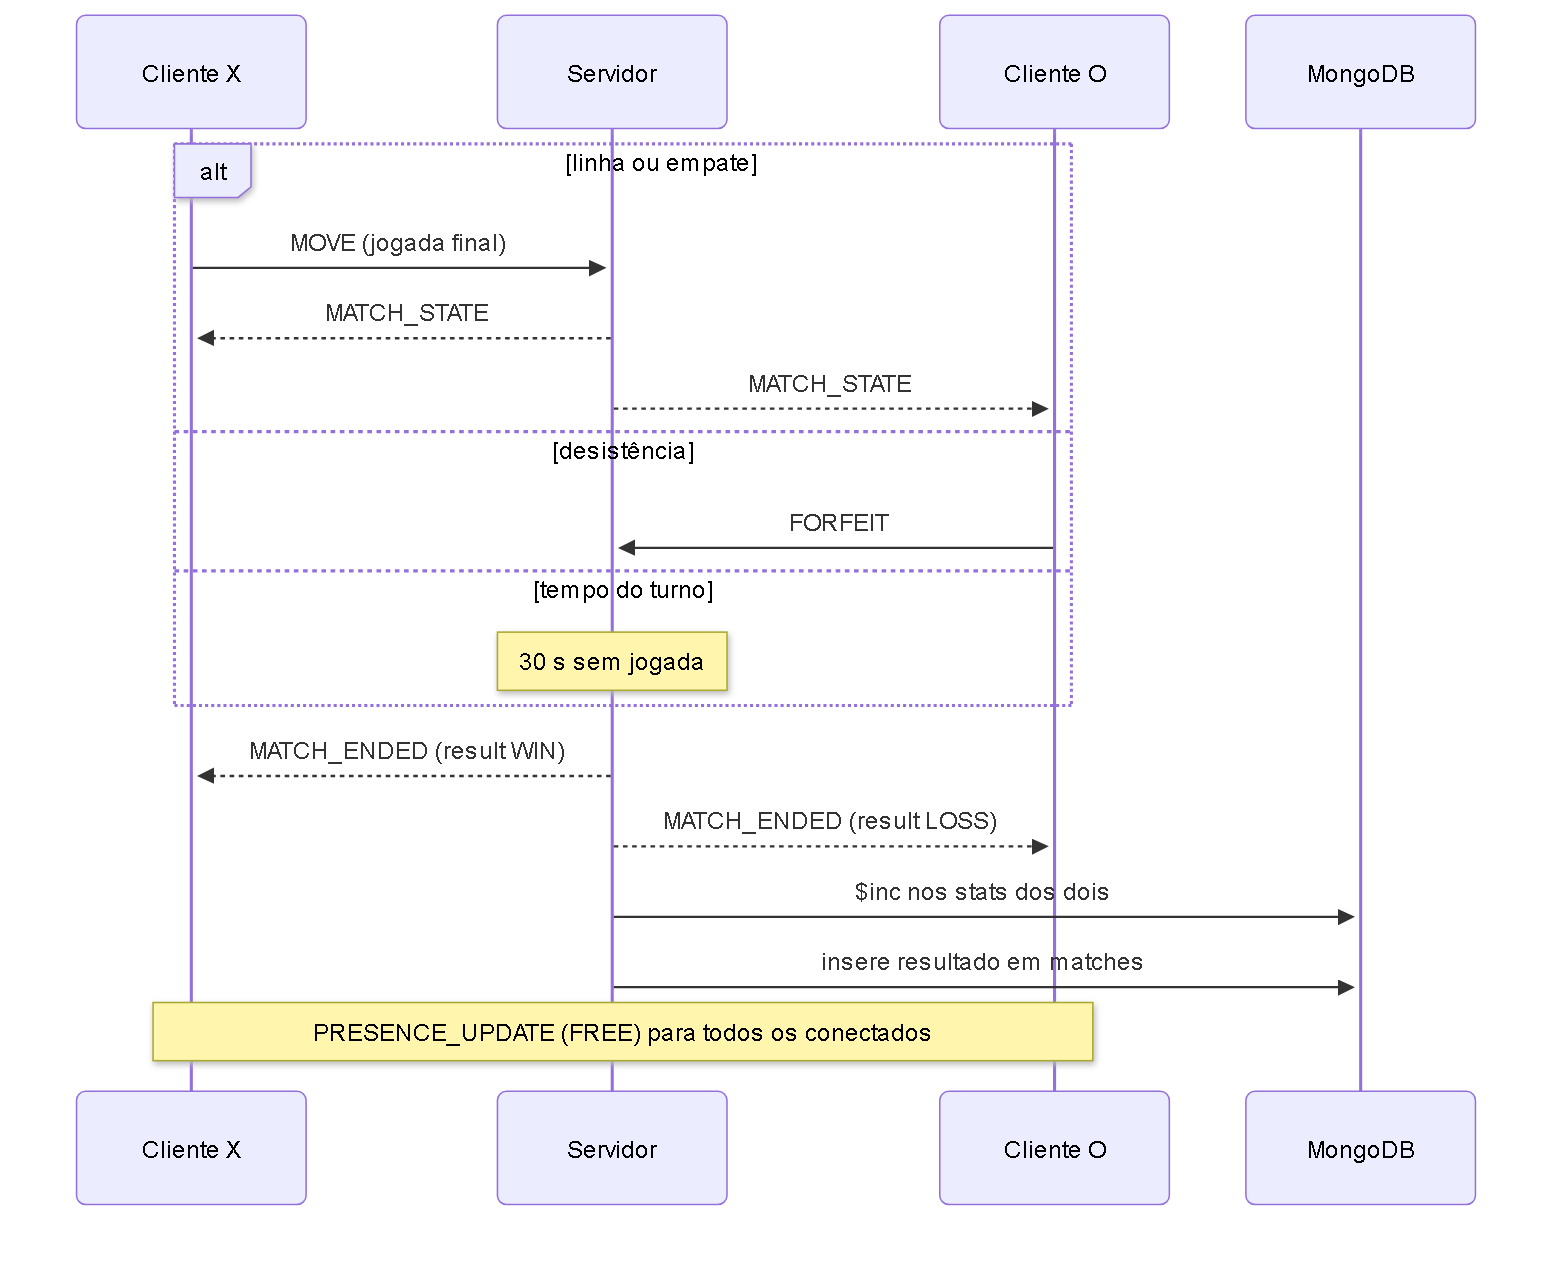 Cliente X
Servidor
Cliente O
MongoDB
alt
[linha ou empate]
MOVE (jogada final)
MATCH_STATE
MATCH_STATE
[desistência]
FORFEIT
[tempo do turno]
30 s sem jogada
MATCH_ENDED (result WIN)
MATCH_ENDED (result LOSS)
$inc nos stats dos dois
insere resultado em matches
PRESENCE_UPDATE (FREE) para todos os conectados
Cliente X
Servidor
Cliente O
MongoDB